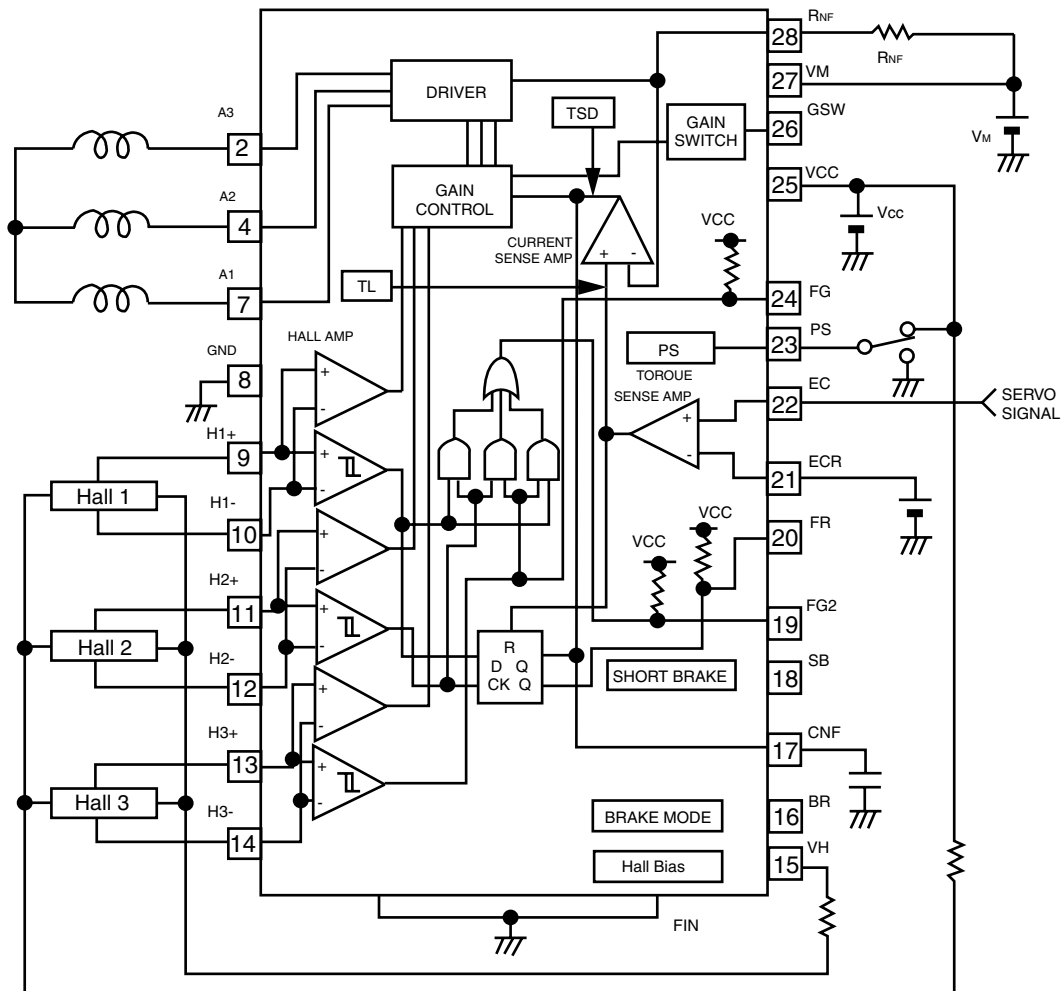 RNF
28
RNF
27
VM
DRIVER
TSD
GAIN
SWITCH
26
GSW
VM
A3
2
25
VCC
GAIN
CONTROL
VCC
A2
4
CURRENT
SENSE AMP
+ -
VCC
A1
7
TL
24
FG
HALL AMP
PS
23
PS
GND
8
TOROUE
SENSE AMP
+
-
22
EC
SERVO
SIGNAL
+
-
H1+
9
+
-
21
ECR
Hall 1
H1-
10
+
-
VCC
VCC
20
FR
H2+
11
+
-
19
FG2
Hall 2
H2-
12
R
D Q
CK Q
SHORT BRAKE
18
SB
+
-
H3+
13
+
-
17
CNF
Hall 3
H3-
14
BRAKE MODE
16
BR
Hall Bias
15
VH
FIN